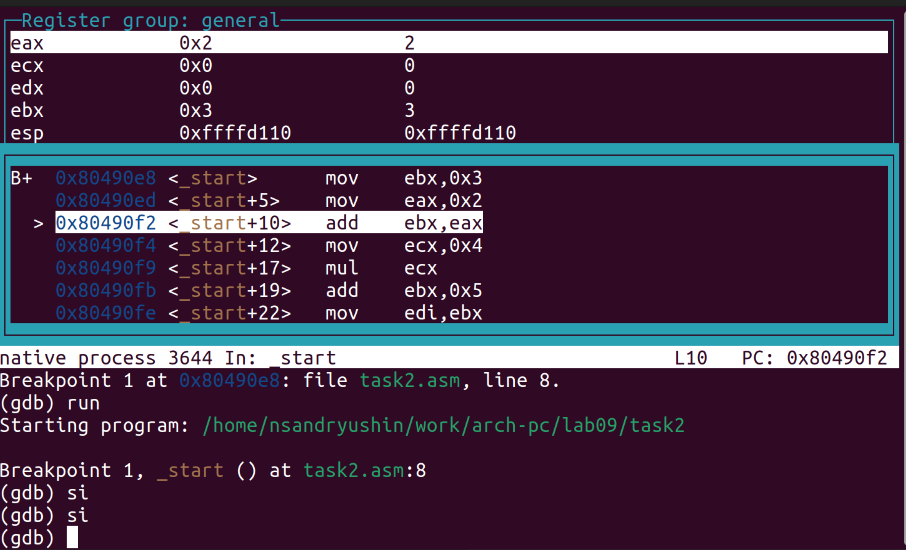 Register group: general
eax 0x2 2
ecx 0x0 0
edx 0x0 0
ebx 0x3 3
esp 0xffffd110 0xffffd110
B+ 0x80490e8 <_start> mov ebx,0x3
0x80490ed <_start+5> mov eax,0x2
> 0x80490f2 <_start+10> add ebx,eax
0x80490f4 <_start+12> mov ecx,0x4
0x80490f9 <_start+17> mul ecx
0x80490fb <_start+19> add ebx,0x5
0x80490fe <_start+22> mov edi,ebx
native process 3644 In: _start L10 PC: 0x80490f2
Breakpoint 1 at 0x80490e8: file task2.asm, line 8.
(gdb) run
Starting program: /home/nsandryushin/work/arch-pc/lab09/task2
Breakpoint 1, _start () at task2.asm:8
(gdb) si
(gdb) si
(gdb)